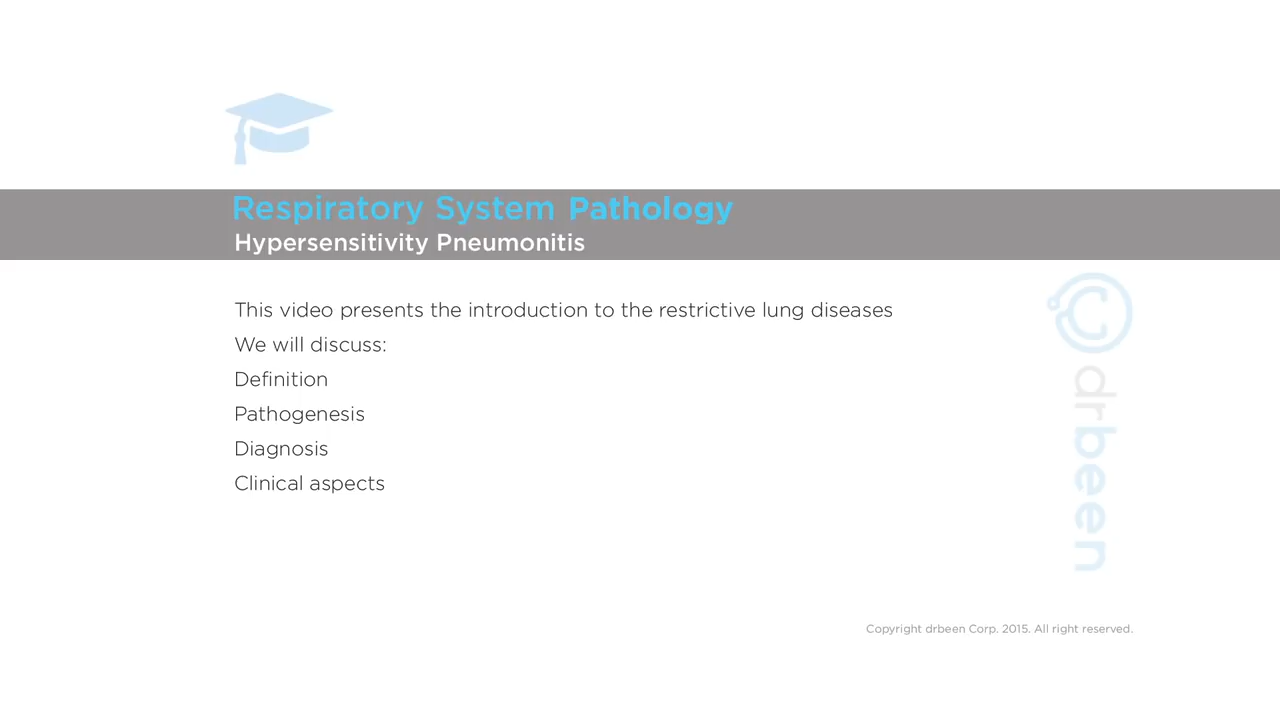 Respiratory System Pathology
Hypersensitivity Pneumonitis
This video presents the introduction to the restrictive lung diseases
We will discuss:
Definition
Pathogenesis
Diagnosis
Clinical aspects
drbeen
Copyright drbeen Corp. 2015. All right reserved.